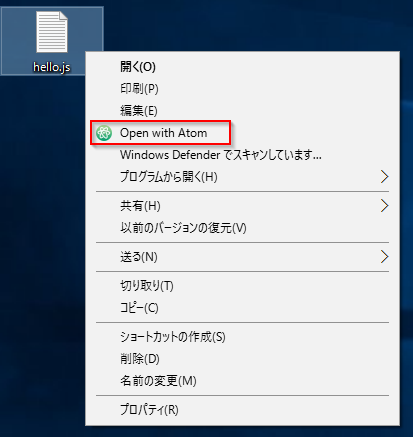 hello.js
開く(O)
印刷(P)
編集(E)
Open with Atom
Windows Defender でスキャンしています...
プログラムから開く(H)
共有(H)
以前のバージョンの復元(V)
送る(N)
切り取り(T)
コピー(C)
ショートカットの作成(S)
削除(D)
名前の変更(M)
プロパティ(R)